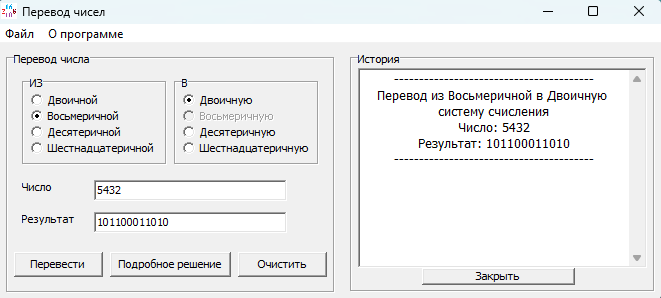 Перевод чисел
Файл О программе
Перевод числа
ИЗ
Двоичной
Восьмеричной
Десятеричной
Шестнадцатеричной
В
Двоичную
Восьмеричную
Десятеричную
Шестнадцатеричную
Число 5432
Результат 101100011010
Перевести Подробное решение Очистить
История
----------------------------------------
Перевод из Восьмеричной в Двоичную
систему счисления
Число: 5432
Результат: 101100011010
----------------------------------------
Закрыть